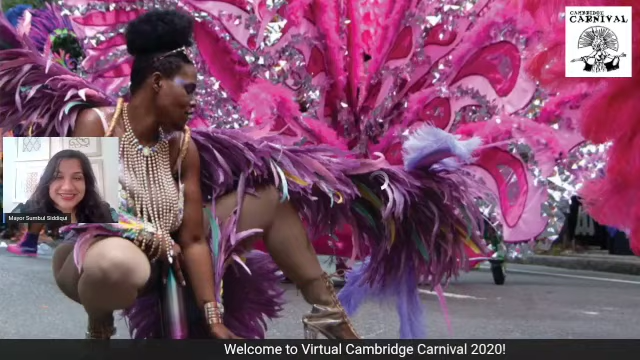 CAMBRIDGE
CARNIVAL
Mayor Sumbul Siddiqui
Welcome to Virtual Cambridge Carnival 2020!